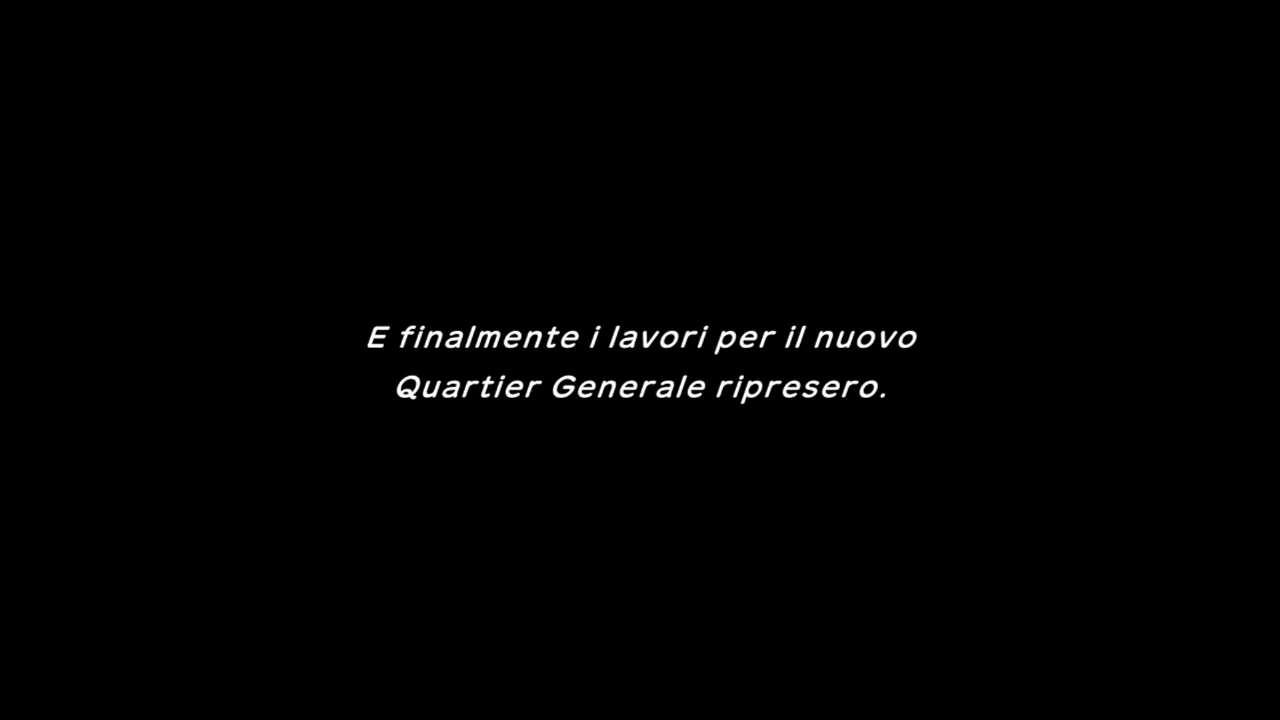 E finalmente i lavori per il nuovo
Quartier Generale ripresero.